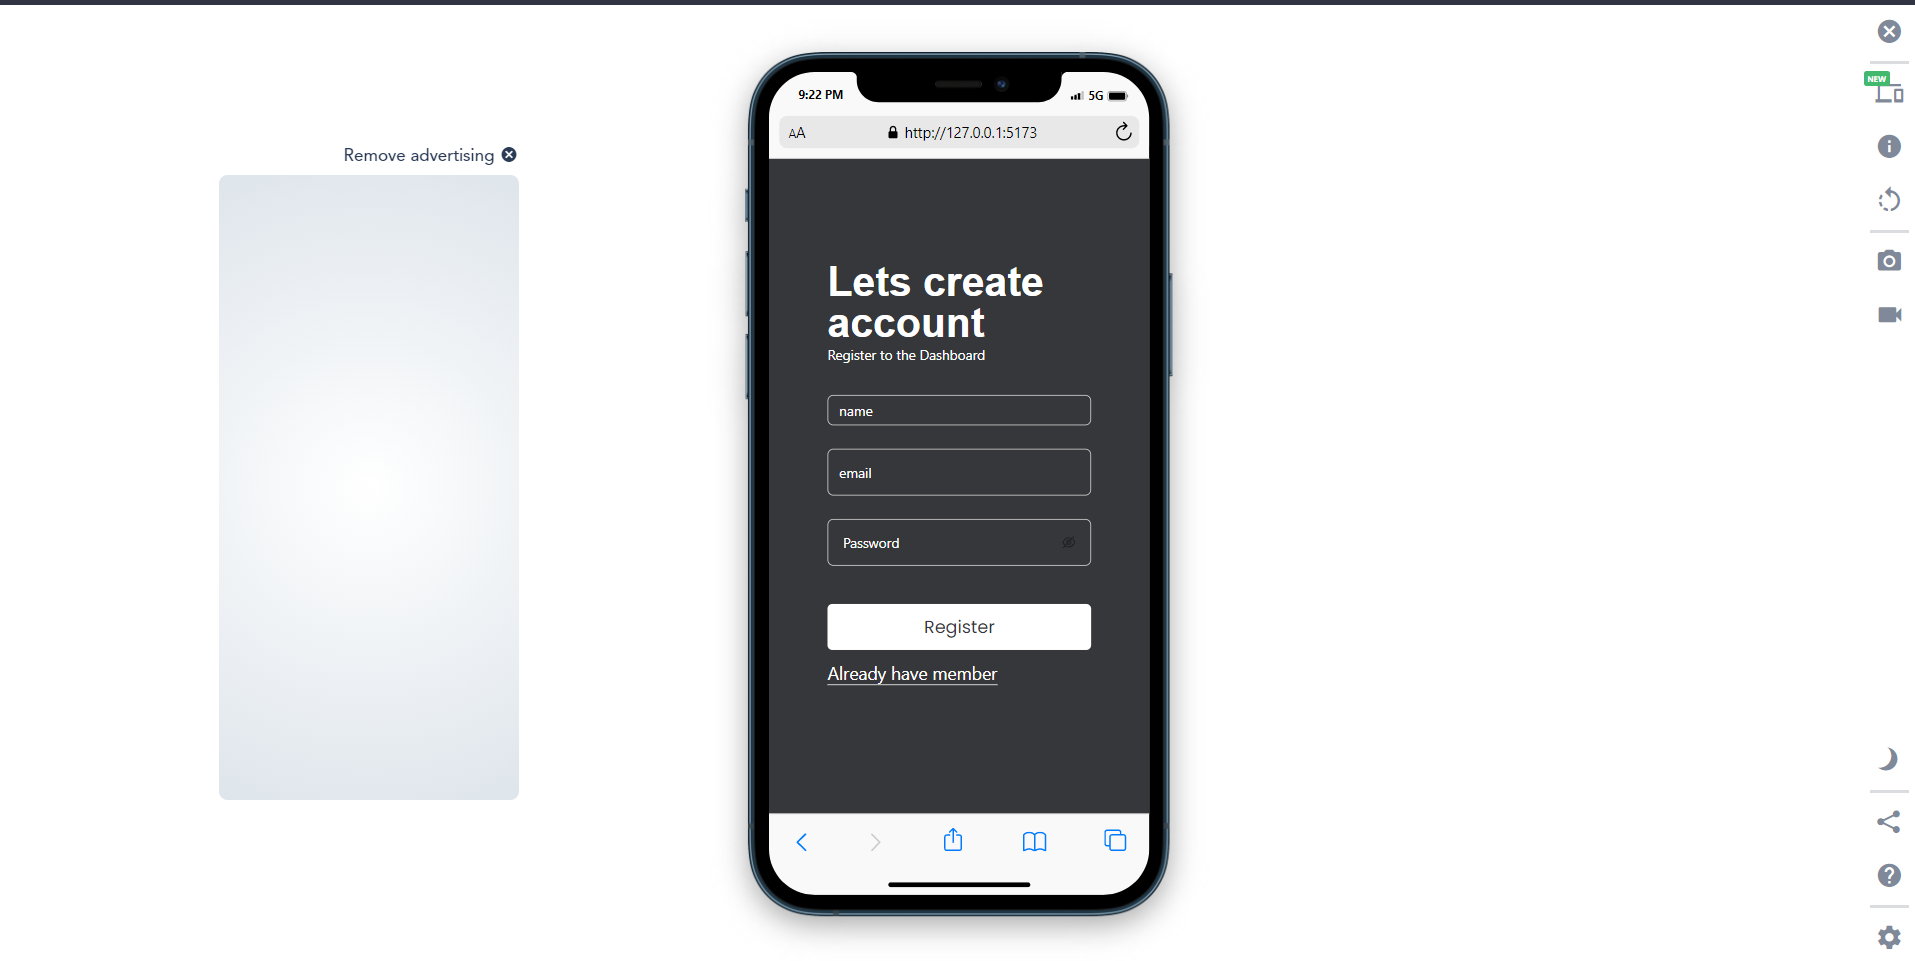 NEW
Remove advertising
9:22 PM
5G
AA
http://127.0.0.1:5173
Lets create
account
Register to the Dashboard
name
email
Password
Register
Already have member